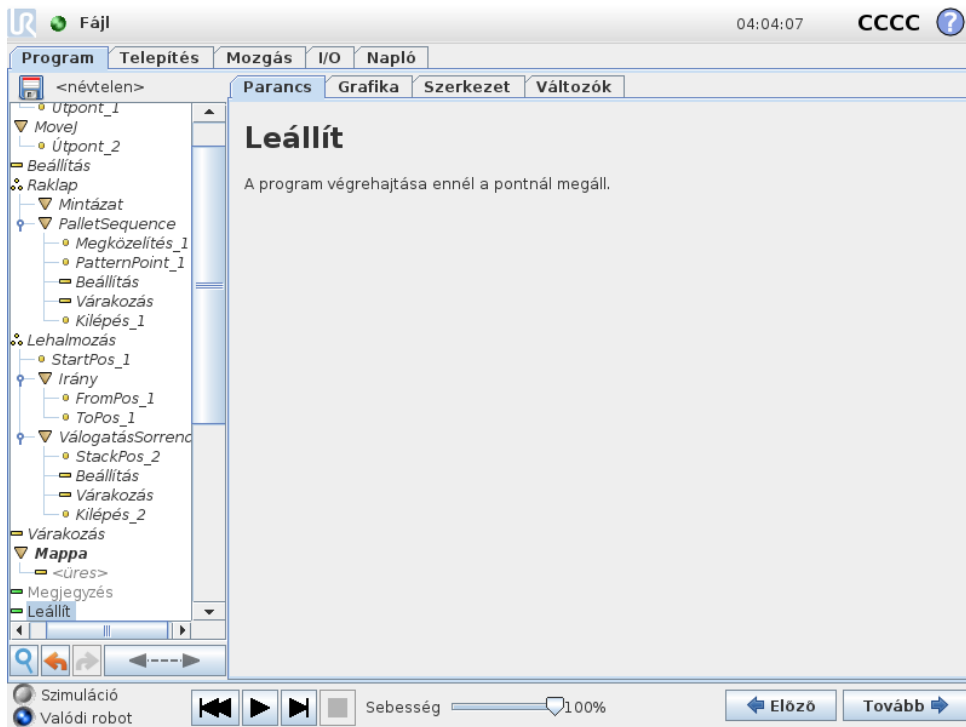 Fájl 04:04:07 CCCC ?
Program Telepítés Mozgás I/O Napló
<névtelen>
Parancs Grafika Szerkezet Változók
Útpont_1
MoveJ
Útpont_2
Beállítás
Raklap
Mintázat
PalletSequence
Megközelítés_1
PatternPoint_1
Beállítás
Várakozás
Kilépés_1
Lehalmozás
StartPos_1
Irány
FromPos_1
ToPos_1
VálogatásSorrend
StackPos_2
Beállítás
Várakozás
Kilépés_2
Várakozás
Mappa
<üres>
Megjegyzés
Leállít
Leállít
A program végrehajtása ennél a pontnál megáll.
Szimuláció
Valódi robot
Sebesség 100%
Előző Tovább